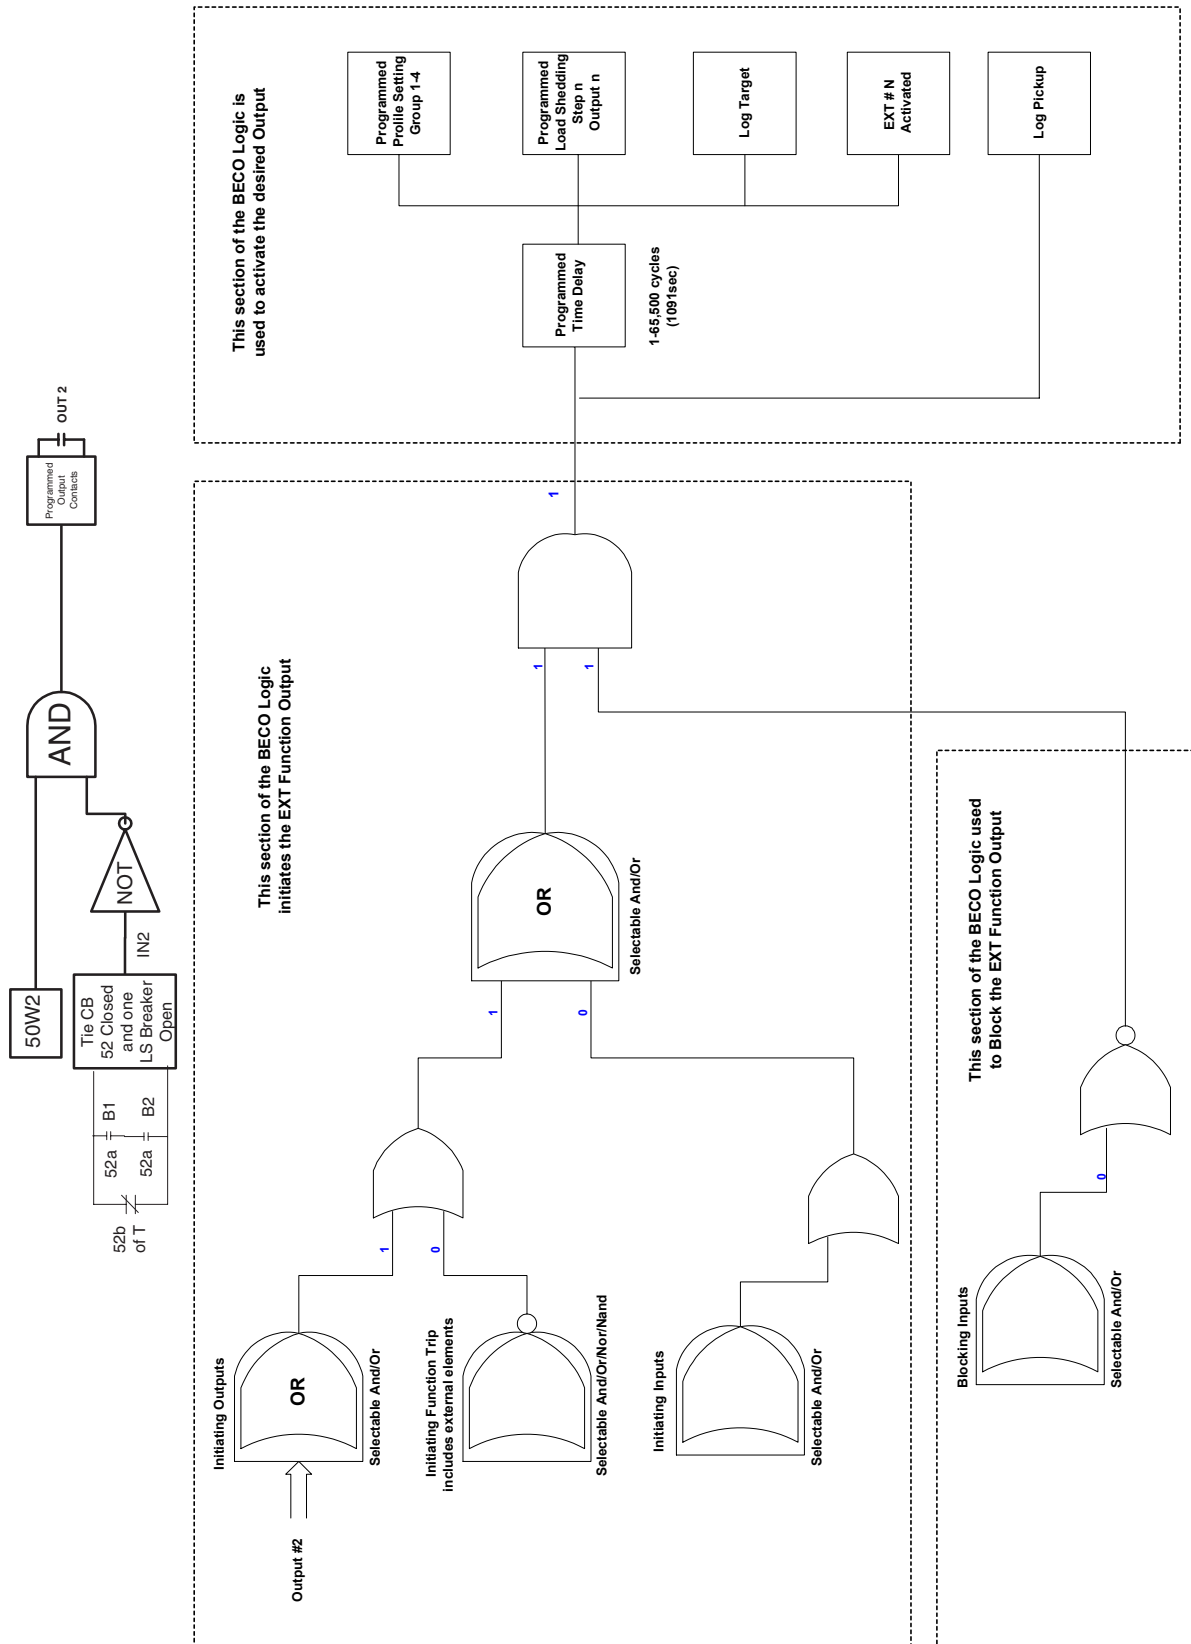 50W2
Tie CB
52 Closed
and one
LS Breaker
Open
52b
of T
52a
B1
52a
B2
IN2
NOT
AND
Programmed
Output
Contacts
OUT 2
This section of the BECO Logic
initiates the EXT Function Output
Output #2
Initiating Outputs
OR
Selectable And/Or
Initiating Function Trip
includes external elements
Selectable And/Or/Nor/Nand
Initiating Inputs
Selectable And/Or
1
0
1
0
OR
Selectable And/Or
1
1
1
This section of the BECO Logic used
to Block the EXT Function Output
Blocking Inputs
Selectable And/Or
0
This section of the BECO Logic is
used to activate the desired Output
Programmed
Time Delay
1-65,500 cycles
(1091sec)
Programmed
Prolile Setting
Group 1-4
Programmed
Load Shedding
Step n
Output n
Log Target
EXT # N
Activated
Log Pickup